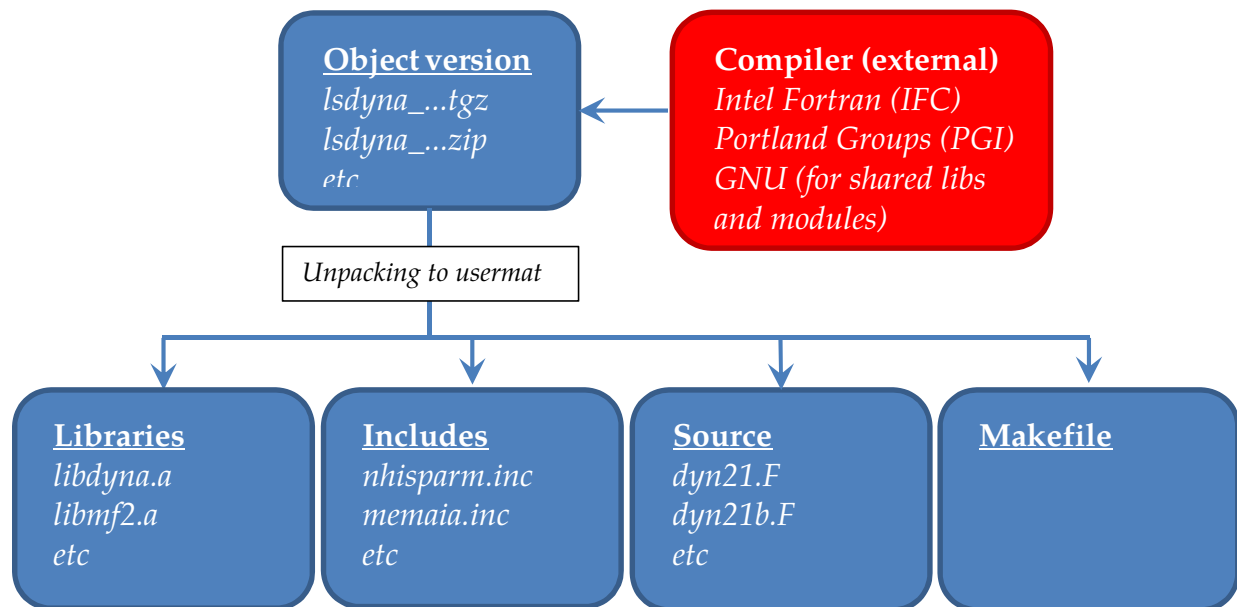 Object version
lsdyna_...tgz
lsdyna_...zip
etc
Compiler (external)
Intel Fortran (IFC)
Portland Groups (PGI)
GNU (for shared libs
and modules)
Unpacking to usermat
Libraries
libdyna.a
libmf2.a
etc
Includes
nhisparm.inc
memaia.inc
etc
Source
dyn21.F
dyn21b.F
etc
Makefile